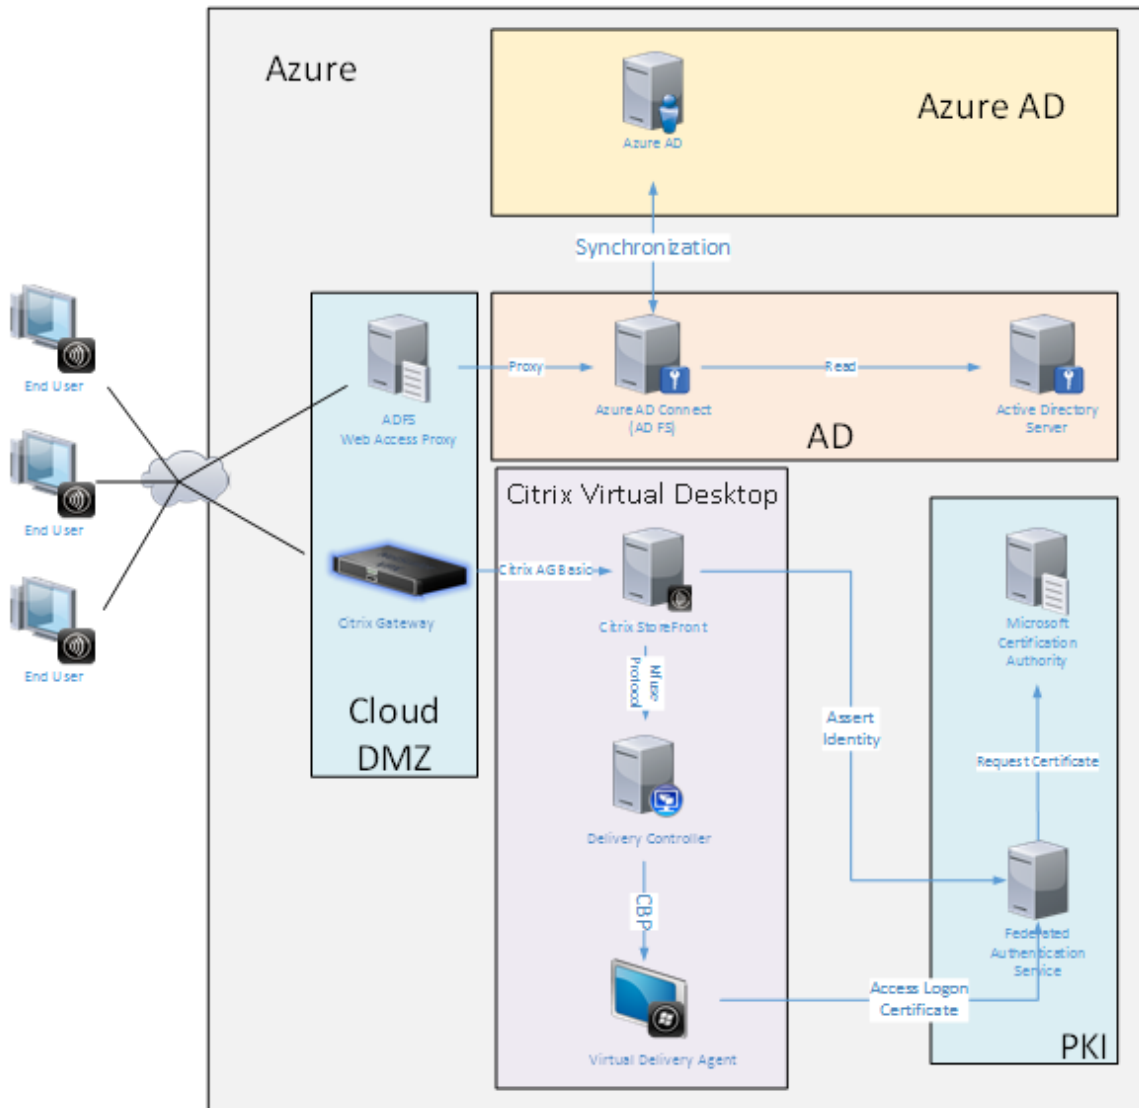 Azure
Azure AD
Azure AD
Synchronization
End User
End User
End User
ADFS
Web Access Proxy
Proxy
Azure AD Connect
(AD FS)
Read
Active Directory
Server
AD
Citrix Gateway
Cloud
DMZ
Citrix Virtual Desktop
Citrix AG Basic
Citrix StoreFront
Nfuse
Protocol
Delivery Controller
CBP
Virtual Delivery Agent
Assert
Identity
Access Logon
Certificate
Microsoft
Certification
Authority
Request Certificate
Federated
Authentication
Service
PKI